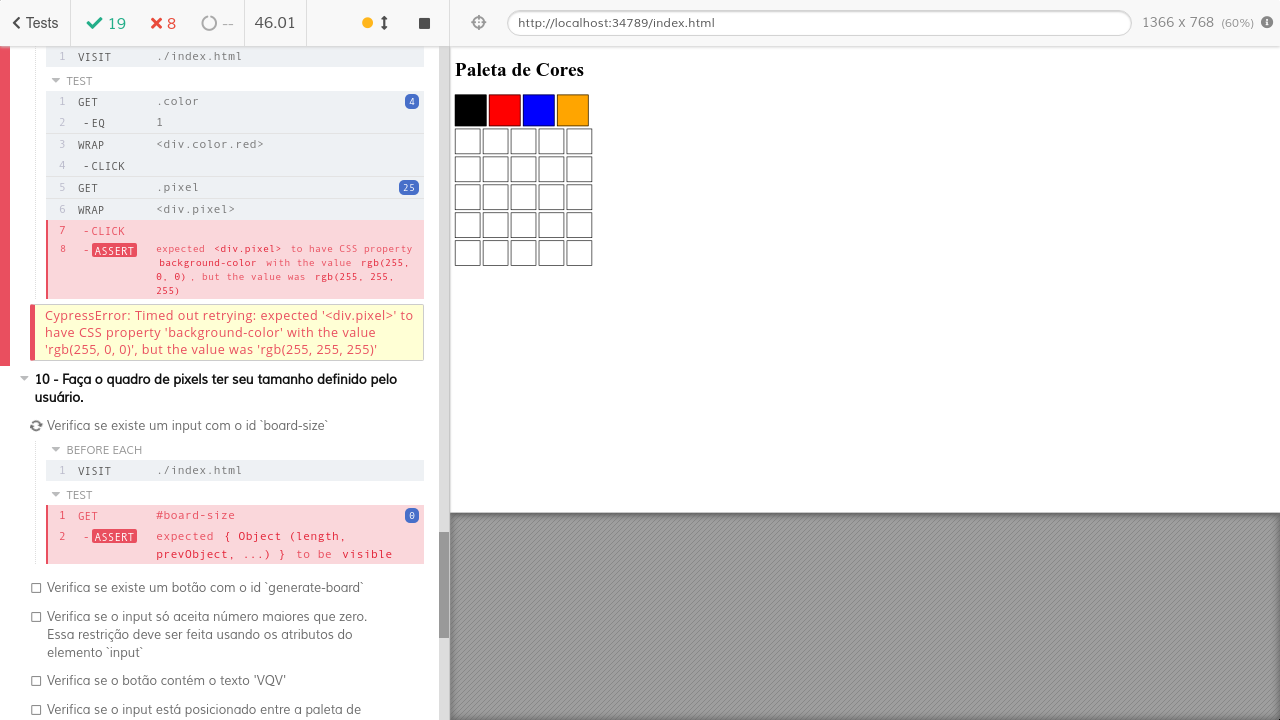 Tests 19 8 -- 46.01
http://localhost:34789/index.html
1366 x 768 (60%)
1 VISIT ./index.html
TEST
1 GET .color 4
2 - EQ 1
3 WRAP <div.color.red>
4 - CLICK
5 GET .pixel 25
6 WRAP <div.pixel>
7 - CLICK
8 - ASSERT expected <div.pixel> to have CSS property
background-color with the value rgb(255,
0, 0) , but the value was rgb(255, 255,
255)
CypressError: Timed out retrying: expected '<div.pixel>' to
have CSS property 'background-color' with the value
'rgb(255, 0, 0)', but the value was 'rgb(255, 255, 255)'
10 - Faça o quadro de pixels ter seu tamanho definido pelo
usuário.
Verifica se existe um input com o id `board-size`
BEFORE EACH
1 VISIT ./index.html
TEST
1 GET #board-size 0
2 - ASSERT expected { Object (length,
prevObject, ...) } to be visible
Verifica se existe um botão com o id `generate-board`
Verifica se o input só aceita número maiores que zero.
Essa restrição deve ser feita usando os atributos do
elemento `input`
Verifica se o botão contém o texto 'VQV'
Verifica se o input está posicionado entre a paleta de
Paleta de Cores